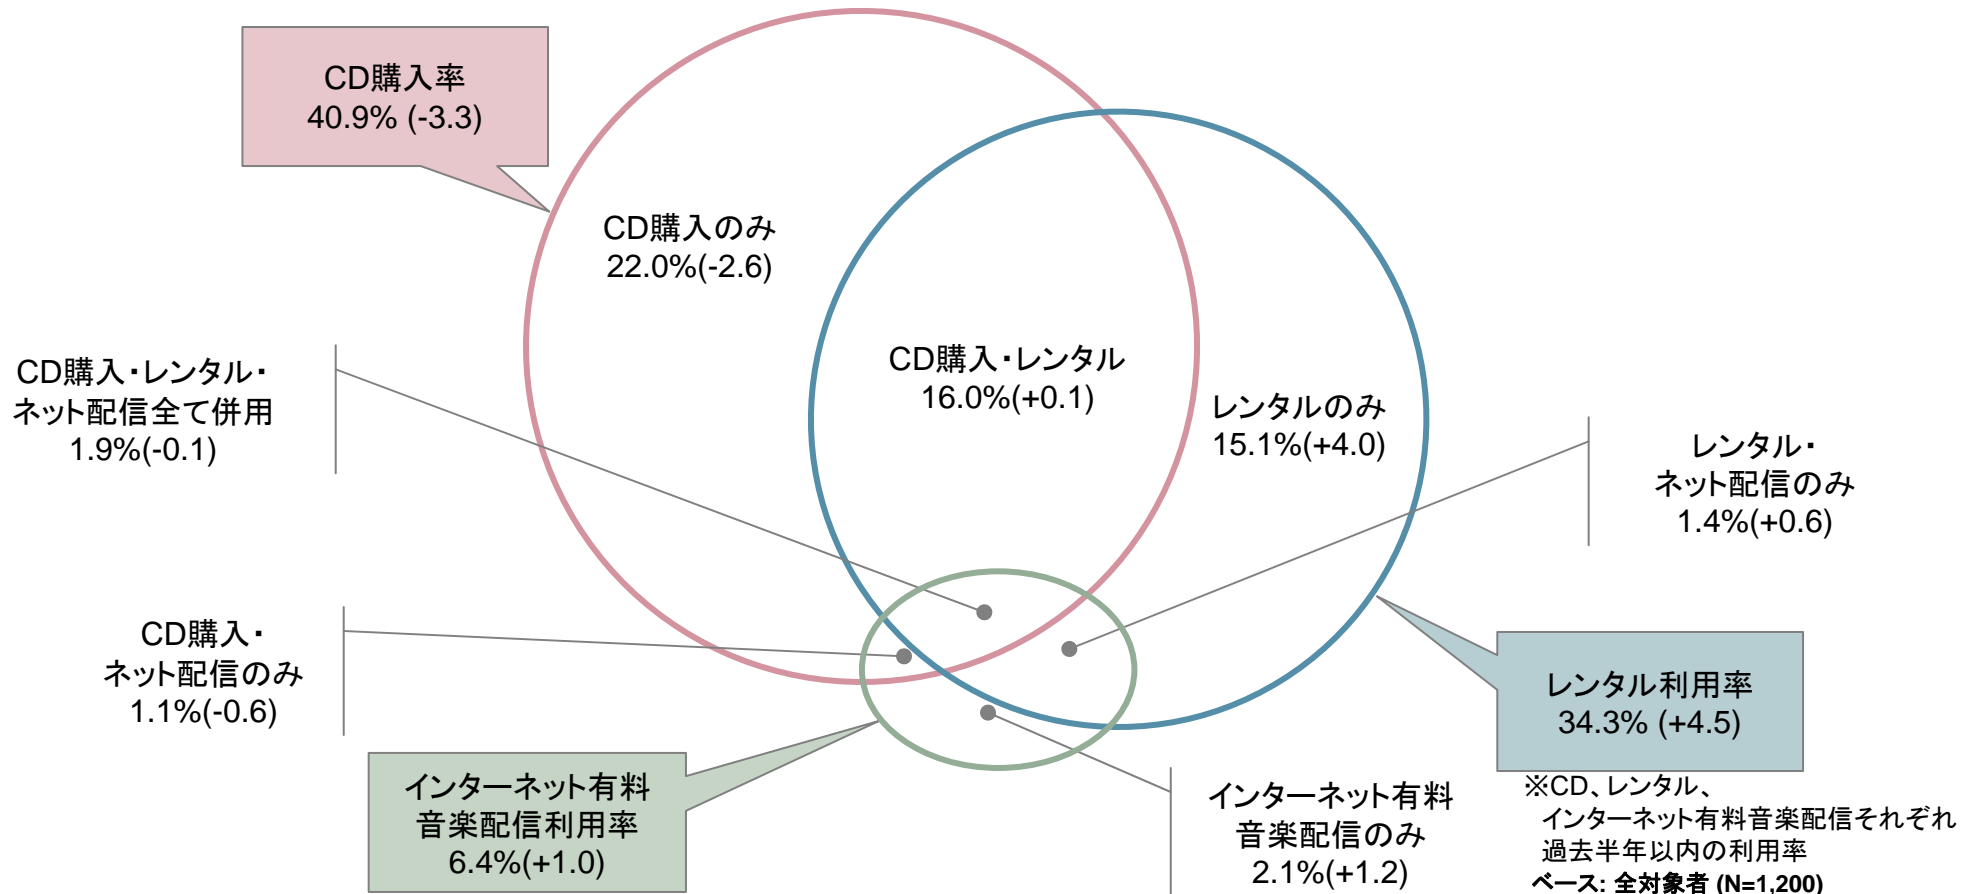 CD購入率
40.9% (-3.3)
CD購入のみ
22.0%(-2.6)
CD購入・レンタル
16.0%(+0.1)
レンタルのみ
15.1%(+4.0)
CD購入・レンタル・
ネット配信全て併用
1.9%(-0.1)
レンタル・
ネット配信のみ
1.4%(+0.6)
CD購入・
ネット配信のみ
1.1%(-0.6)
レンタル利用率
34.3% (+4.5)
インターネット有料
音楽配信利用率
6.4%(+1.0)
インターネット有料
音楽配信のみ
2.1%(+1.2)
※CD、レンタル、
インターネット有料音楽配信それぞれ
過去半年以内の利用率
ベース: 全対象者 (N=1,200)